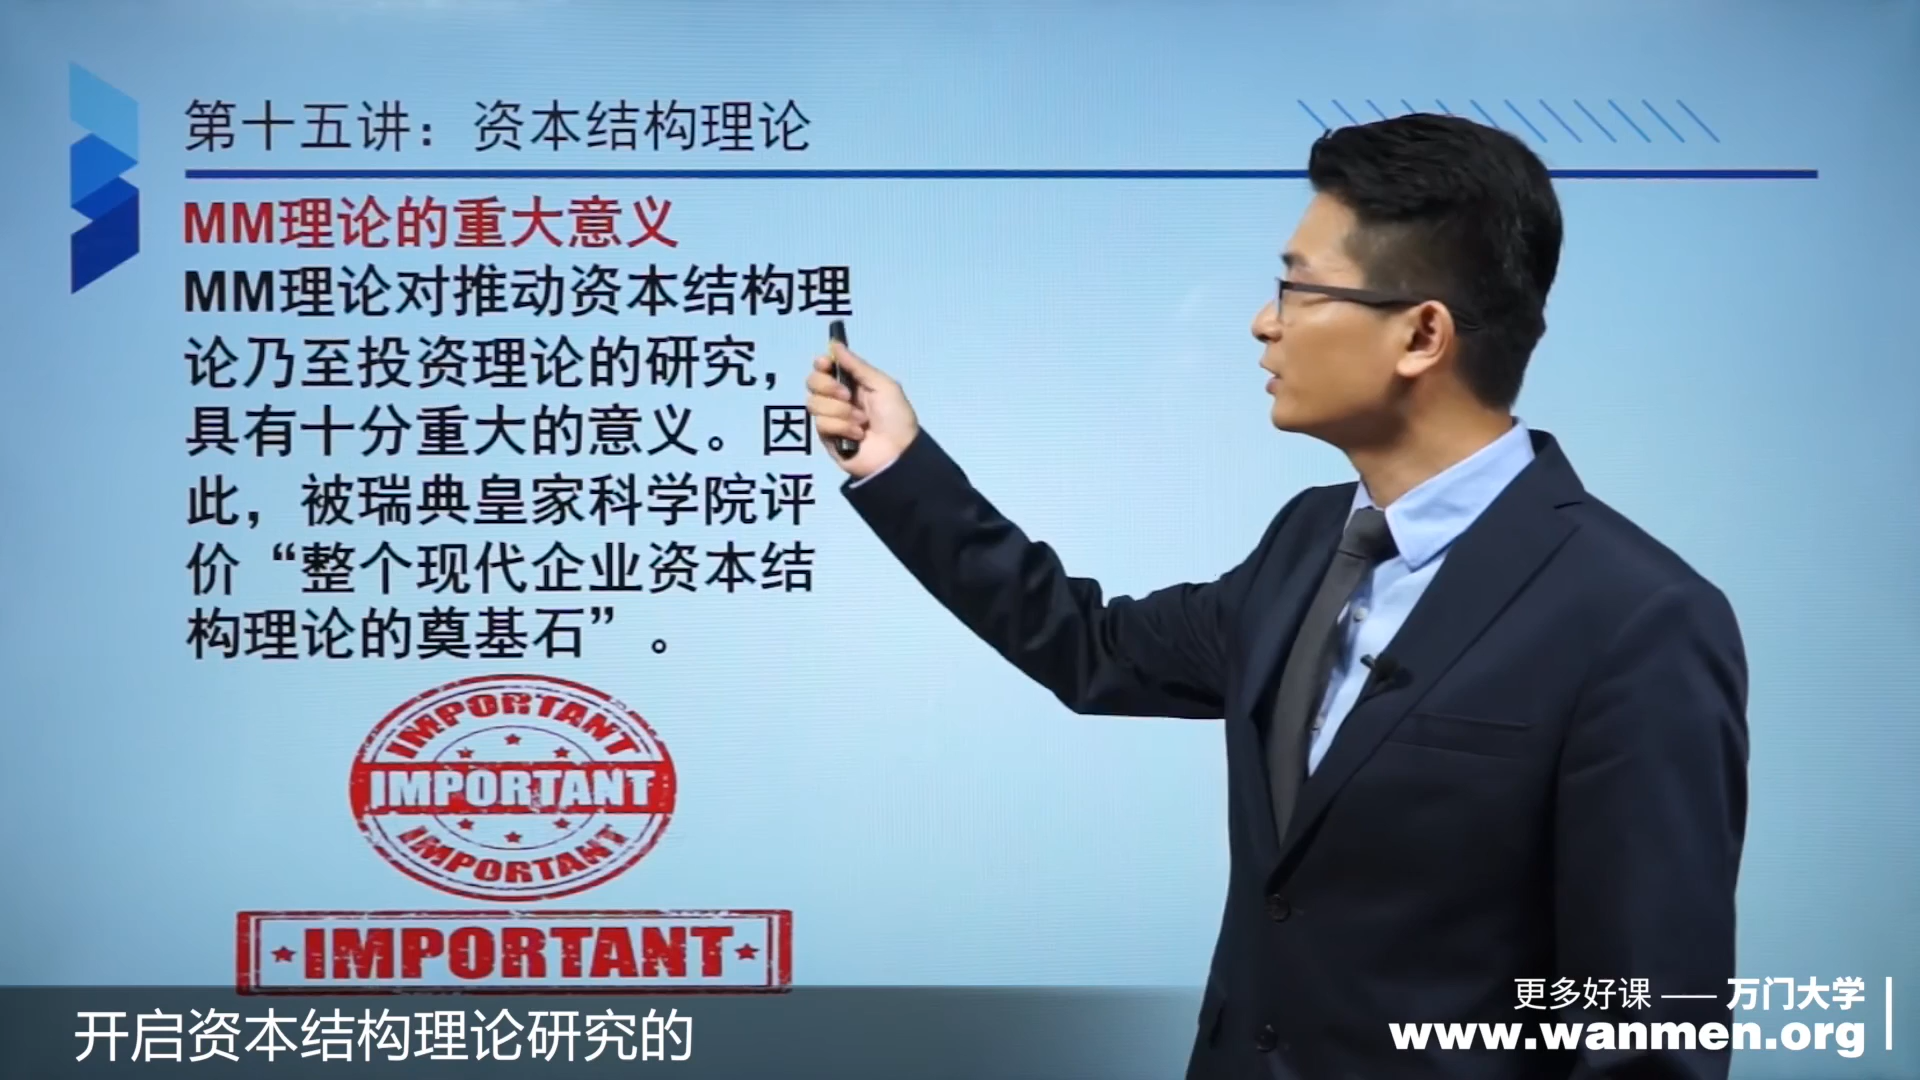 第十五讲：资本结构理论
MM理论的重大意义
MM理论对推动资本结构理
论乃至投资理论的研究，
具有十分重大的意义。因
此，被瑞典皇家科学院评
价“整个现代企业资本结
构理论的奠基石”。
IMPORTANT
IMPORTANT
IMPORTANT
IMPORTANT
开启资本结构理论研究的
更多好课 —— 万门大学
www.wanmen.org